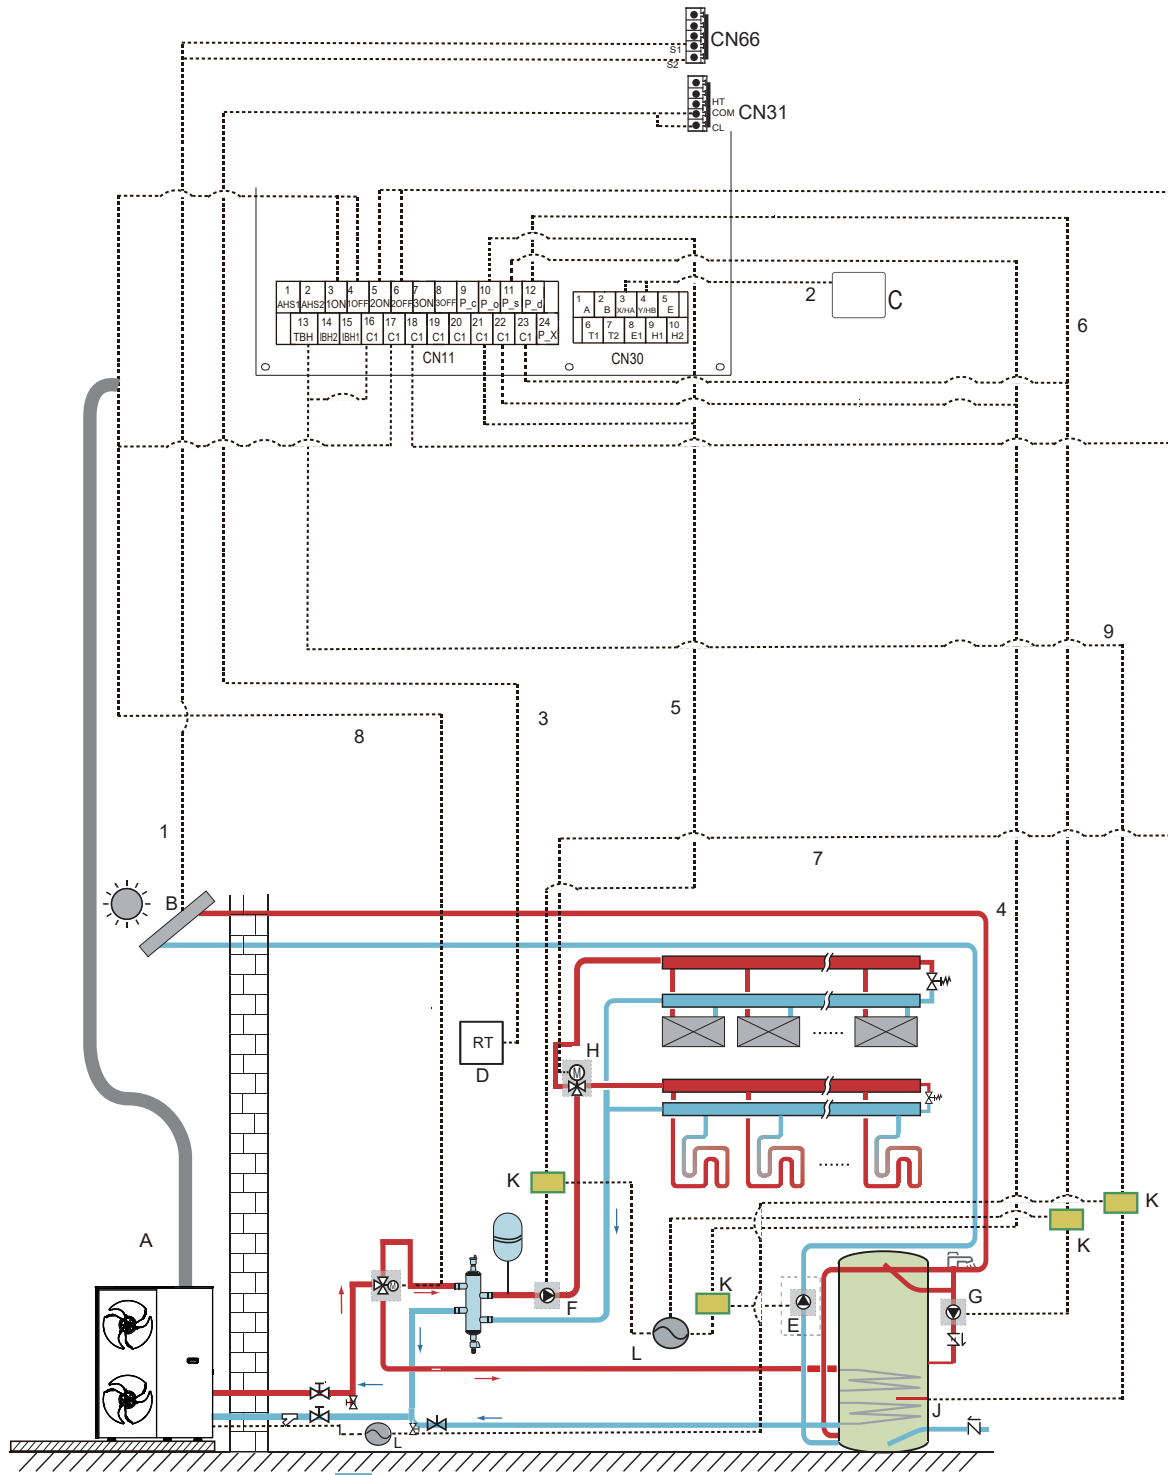 CN66
S1
S2
HT
COM
CN31
CL
1 2 3 4 5 6 7 8 9 10 11 12
AHS1 AHS2 1ON 1OFF 2ON 2OFF 3ON 3OFF P_c P_o P_s P_d
13 14 15 16 17 18 19 20 21 22 23 24
TBH IBH2 IBH1 C1 C1 C1 C1 C1 C1 C1 C1 P_X
CN11
1 2 3 4 5
A B X/HA Y/HB E
6 7 8 9 10
T1 T2 E1 H1 H2
CN30
2
C
6
9
5
3
8
1
7
B
4
RT
D
H
M
K
K
K
A
K
G
M
F
E
L
J
L